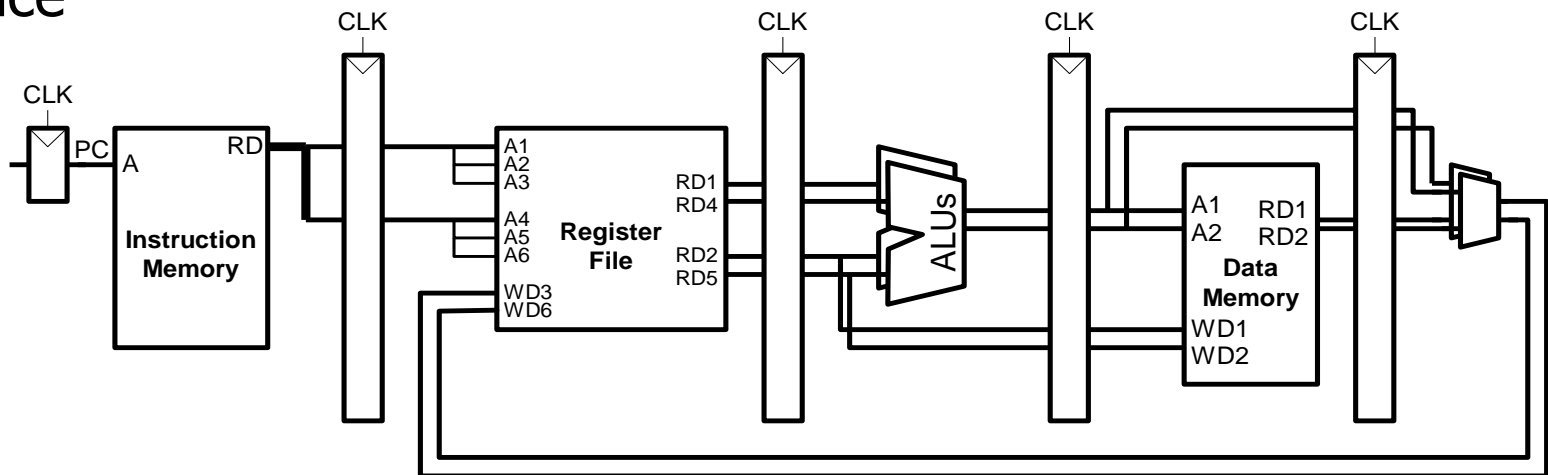 CLK
CLK
CLK
CLK
CLK
PC
A
RD
Instruction
Memory
A1
A2
A3
A4
A5
A6
WD3
WD6
Register
File
RD1
RD4
RD2
RD5
ALUs
A1
A2
RD1
RD2
Data
Memory
WD1
WD2